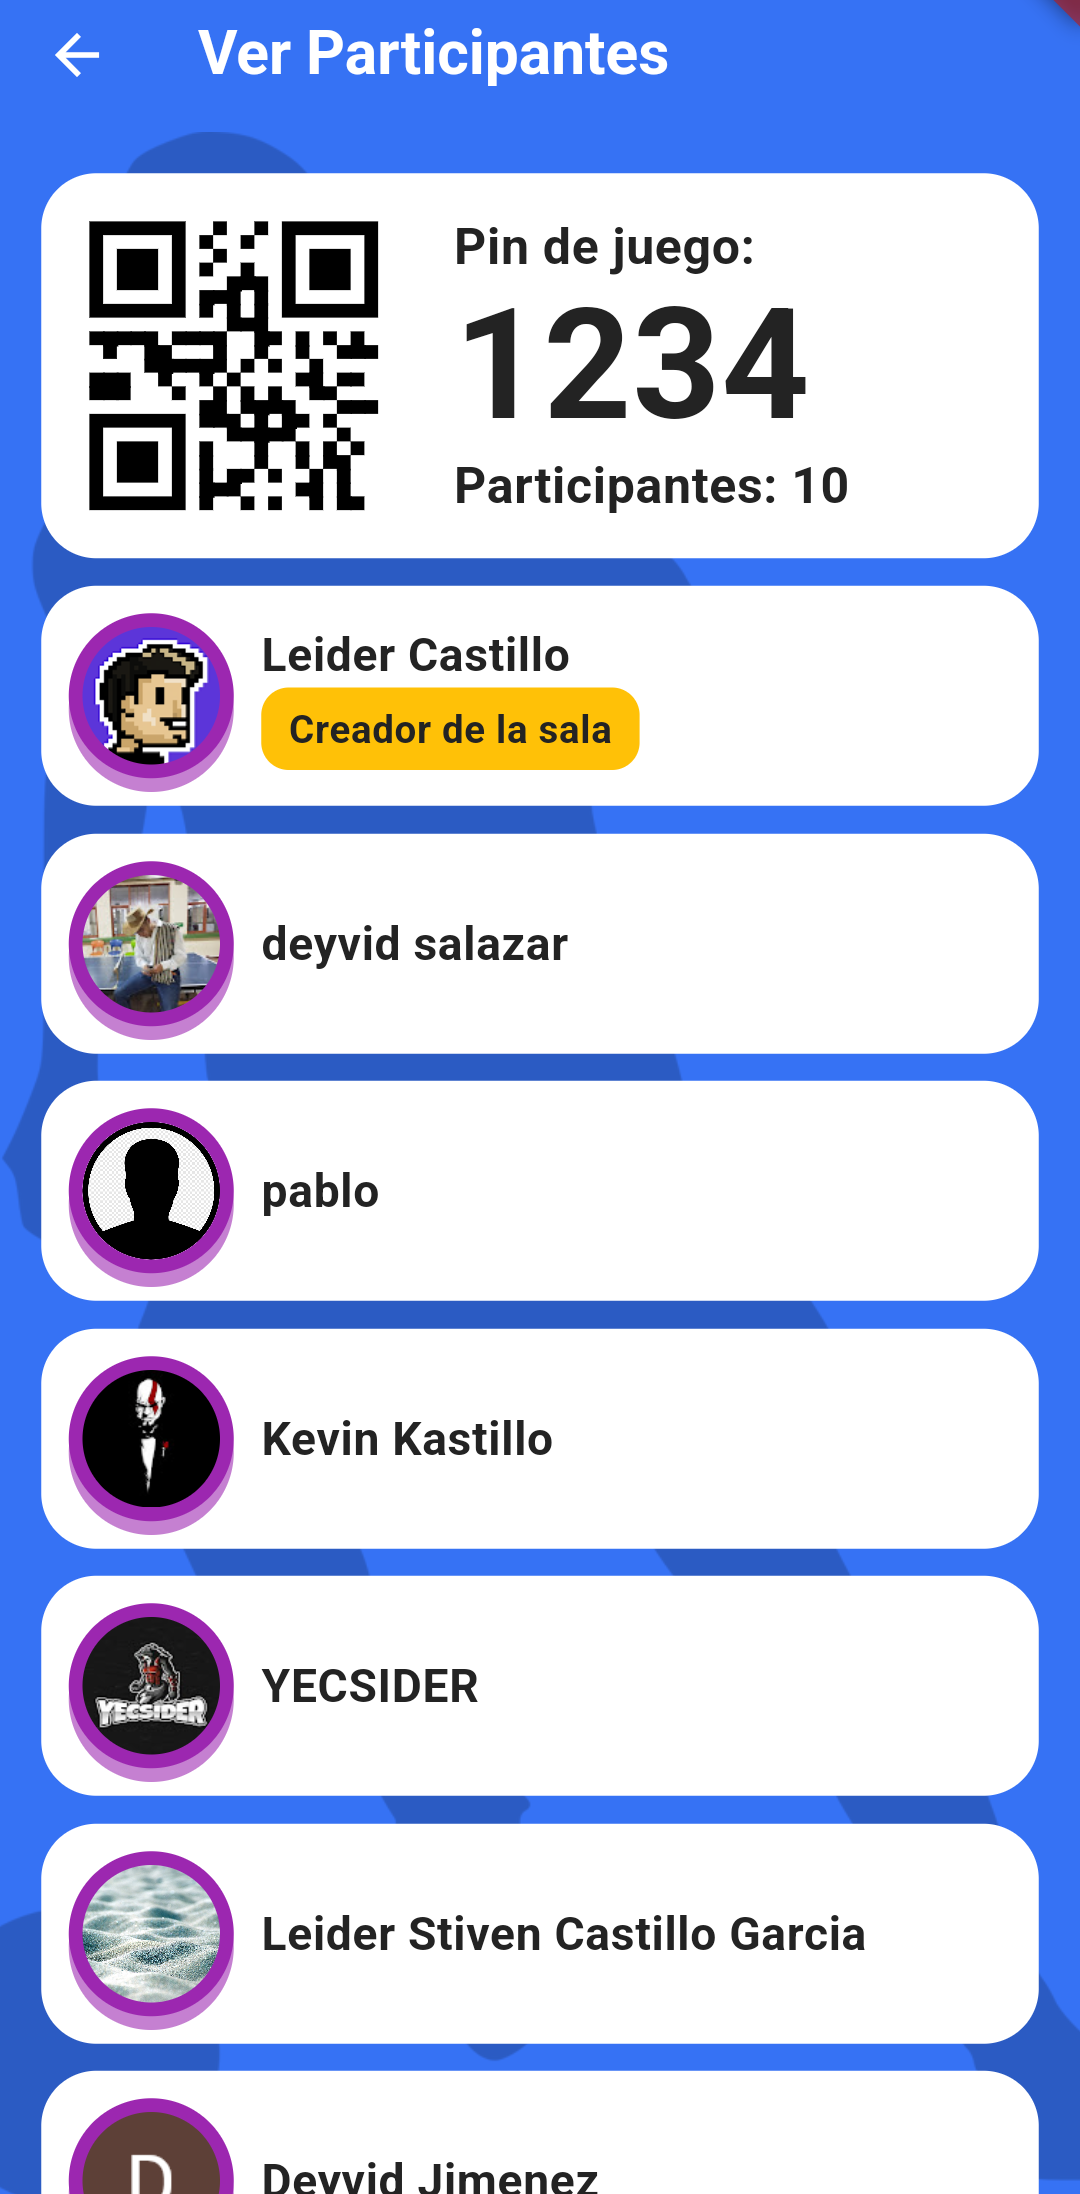 Ver Participantes
Pin de juego:
1234
Participantes: 10
Leider Castillo
Creador de la sala
deyvid salazar
pablo
Kevin Kastillo
YECSIDER
YECSIDER
Leider Stiven Castillo Garcia
D
Deyvid Jimenez